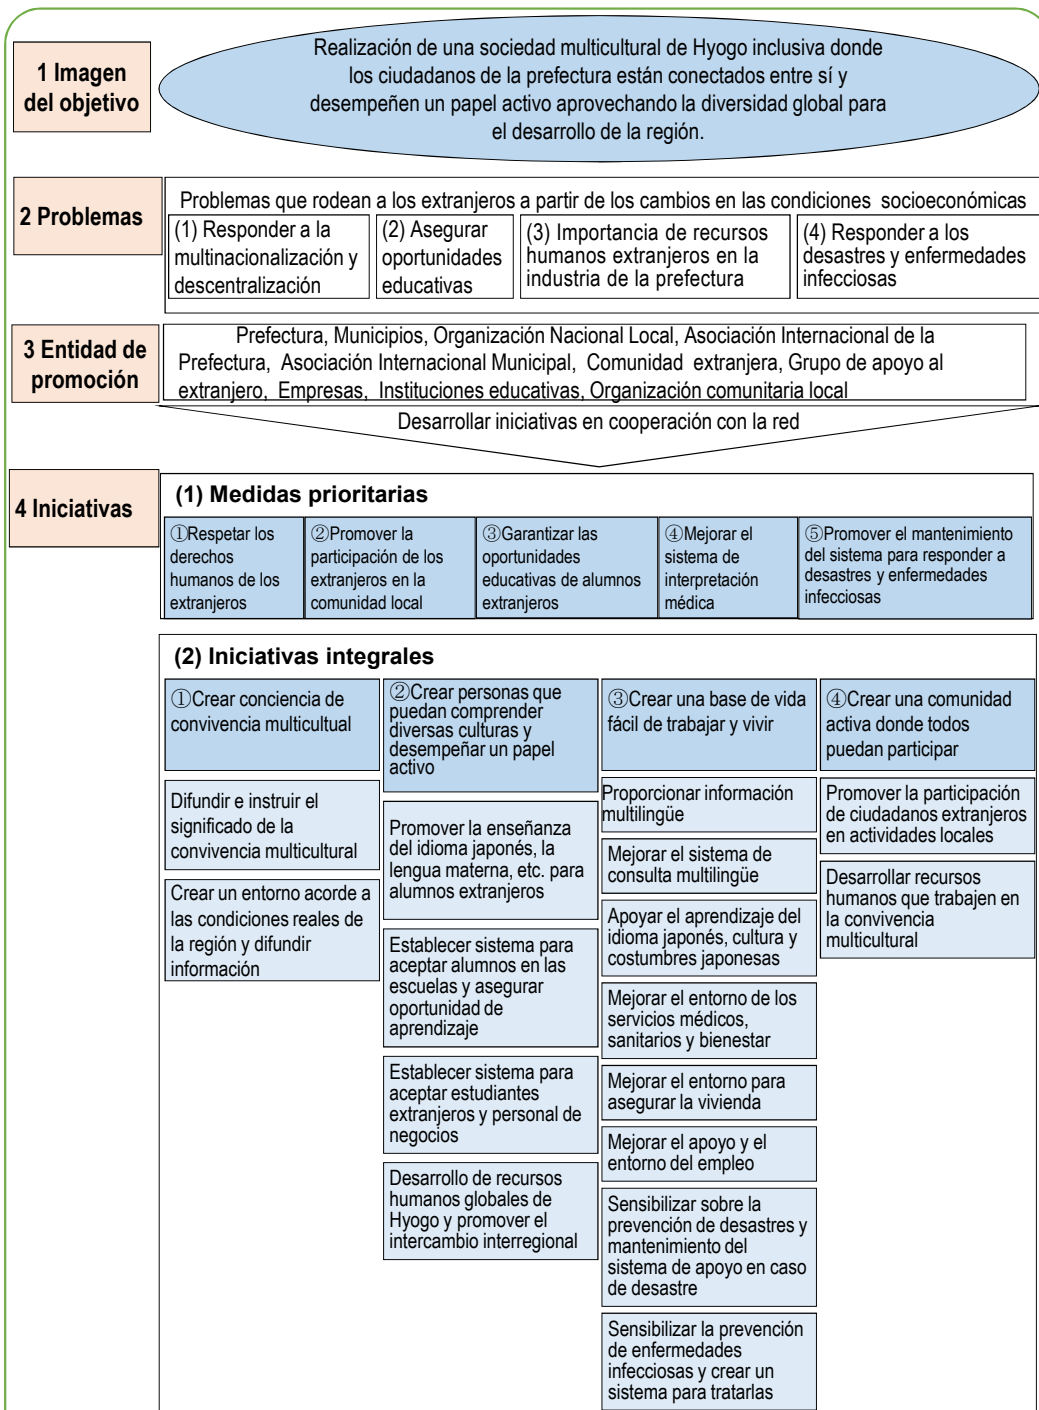 1 Imagen
del objetivo
Realización de una sociedad multicultural de Hyogo inclusiva donde
los ciudadanos de la prefectura están conectados entre sí y
desempeñen un papel activo aprovechando la diversidad global para
el desarrollo de la región.
2 Problemas
Problemas que rodean a los extranjeros a partir de los cambios en las condiciones socioeconómicas
(1) Responder a la
multinacionalización y
descentralización
(2) Asegurar
oportunidades
educativas
(3) Importancia de recursos
humanos extranjeros en la
industria de la prefectura
(4) Responder a los
desastres y enfermedades
infecciosas
3 Entidad de
promoción
Prefectura, Municipios, Organización Nacional Local, Asociación Internacional de la
Prefectura, Asociación Internacional Municipal, Comunidad extranjera, Grupo de apoyo al
extranjero, Empresas, Instituciones educativas, Organización comunitaria local
Desarrollar iniciativas en cooperación con la red
4 Iniciativas
(1) Medidas prioritarias
①Respetar los
derechos
humanos de los
extranjeros
②Promover la
participación de los
extranjeros en la
comunidad local
③Garantizar las
oportunidades
educativas de alumnos
extranjeros
④Mejorar el
sistema de
interpretación
médica
⑤Promover el mantenimiento
del sistema para responder a
desastres y enfermedades
infecciosas
(2) Iniciativas integrales
①Crear conciencia de
convivencia multicultual
Difundir e instruir el
significado de la
convivencia multicultural
Crear un entorno acorde a
las condiciones reales de
la región y difundir
información
②Crear personas que
puedan comprender
diversas culturas y
desempeñar un papel
activo
Promover la enseñanza
del idioma japonés, la
lengua materna, etc. para
alumnos extranjeros
Establecer sistema para
aceptar alumnos en las
escuelas y asegurar
oportunidad de
aprendizaje
Establecer sistema para
aceptar estudiantes
extranjeros y personal de
negocios
Desarrollo de recursos
humanos globales de
Hyogo y promover el
intercambio interregional
③Crear una base de vida
fácil de trabajar y vivir
Proporcionar información
multilingüe
Mejorar el sistema de
consulta multilingüe
Apoyar el aprendizaje del
idioma japonés, cultura y
costumbres japonesas
Mejorar el entorno de los
servicios médicos,
sanitarios y bienestar
Mejorar el entorno para
asegurar la vivienda
Mejorar el apoyo y el
entorno del empleo
Sensibilizar sobre la
prevención de desastres y
mantenimiento del
sistema de apoyo en caso
de desastre
Sensibilizar la prevención
de enfermedades
infecciosas y crear un
sistema para tratarlas
④Crear una comunidad
activa donde todos
puedan participar
Promover la participación
de ciudadanos extranjeros
en actividades locales
Desarrollar recursos
humanos que trabajen en
la convivencia
multicultural